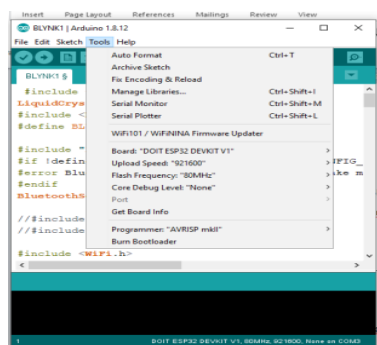 Insert Page Layout References Mailings Review View
BLYNK1 | Arduino 1.8.12
File Edit Sketch Tools Help
BLYNK1 §
Auto Format Ctrl+T
Archive Sketch
Fix Encoding & Reload
Manage Libraries... Ctrl+Shift+I
Serial Monitor Ctrl+Shift+M
Serial Plotter Ctrl+Shift+L
WiFi101 / WiFiNINA Firmware Updater
Board: "DOIT ESP32 DEVKIT V1"
Upload Speed: "921600"
Flash Frequency: "80MHz"
Core Debug Level: "None"
Port
Get Board Info
Programmer: "AVRISP mkII"
Burn Bootloader
#include
LiquidCrys
#include <
#define BL
#include "
#if !defin IFIG_
#error Blu ake m
#endif
BluetoothS
//#include
//#include
#include <WiFi.h>
1 DOIT ESP32 DEVKIT V1, 80MHz, 921600, None on COM3